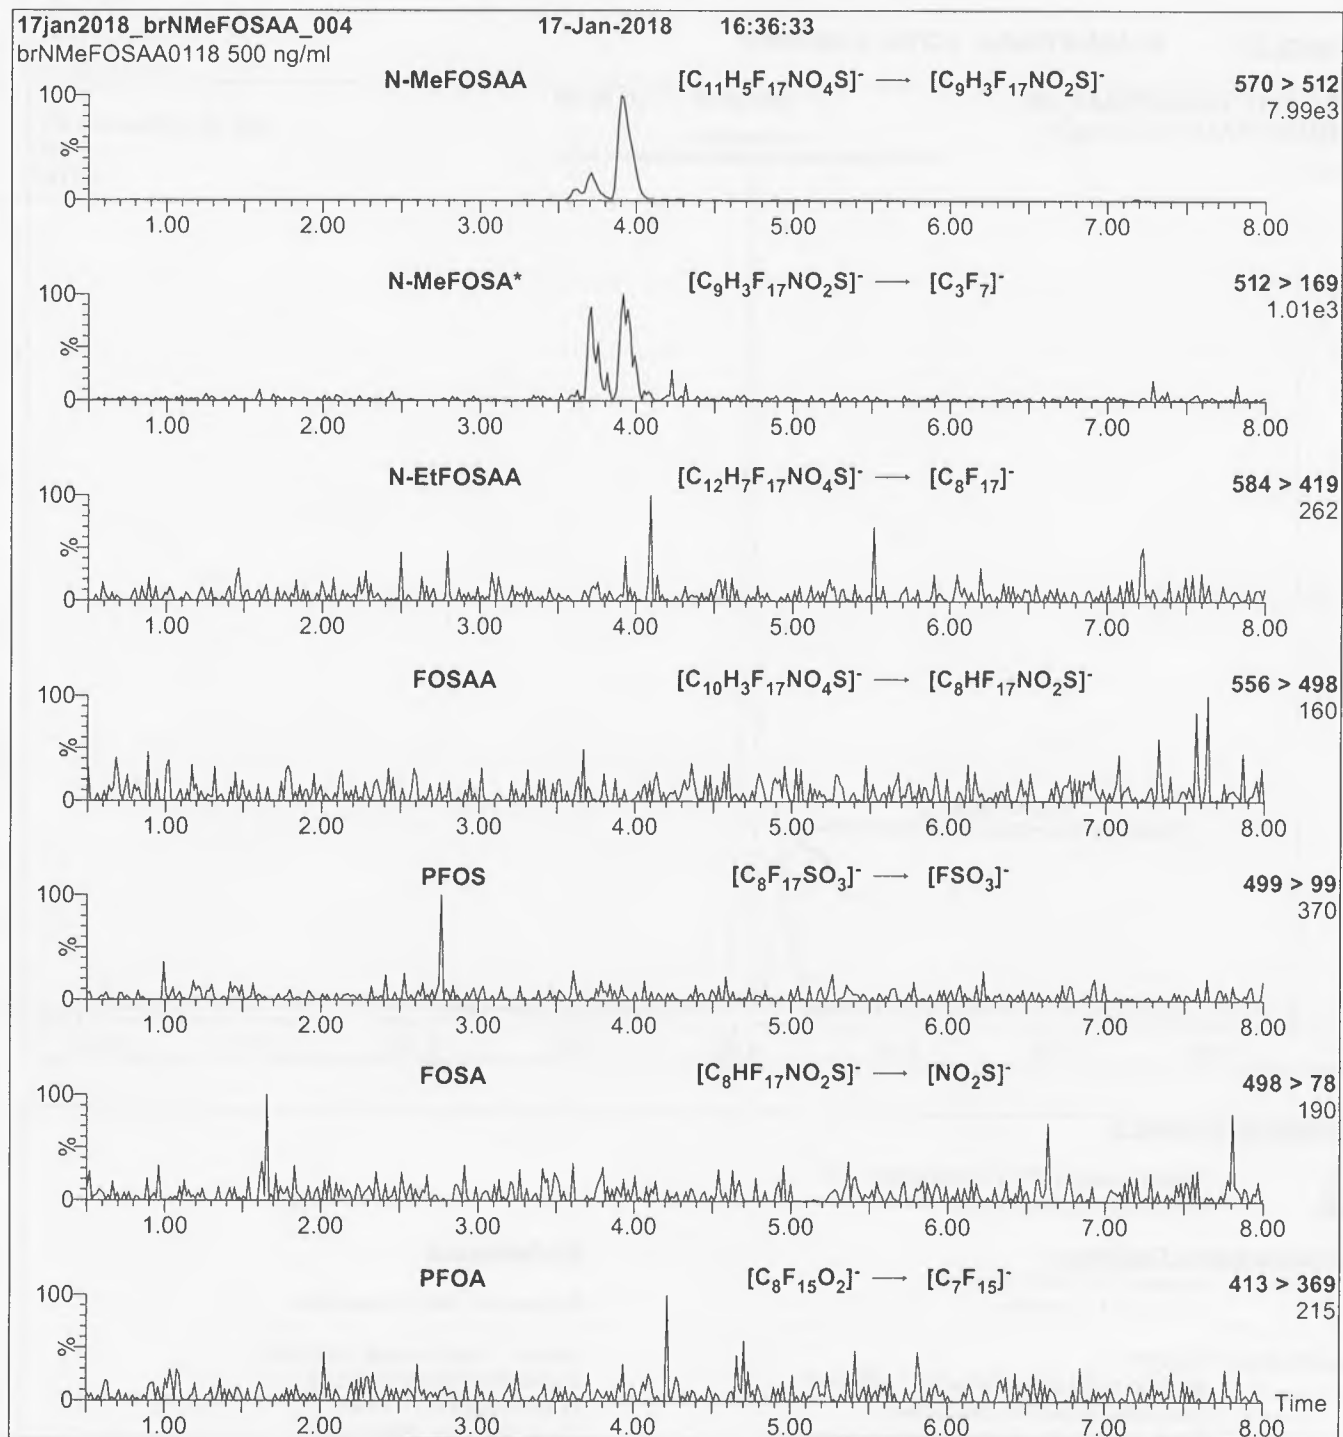 17jan2018_brNMeFOSAA_004 17-Jan-2018 16:36:33
brNMeFOSAA0118 500 ng/ml
N-MeFOSAA [C₁₁H₅F₁₇NO₄S]⁻ → [C₉H₃F₁₇NO₂S]⁻ 570 > 512
7.99e3
100
%
0
1.00 2.00 3.00 4.00 5.00 6.00 7.00 8.00
N-MeFOSA* [C₉H₃F₁₇NO₂S]⁻ → [C₃F₇]⁻ 512 > 169
1.01e3
100
%
0
1.00 2.00 3.00 4.00 5.00 6.00 7.00 8.00
N-EtFOSAA [C₁₂H₇F₁₇NO₄S]⁻ → [C₈F₁₇]⁻ 584 > 419
262
100
%
0
1.00 2.00 3.00 4.00 5.00 6.00 7.00 8.00
FOSAA [C₁₀H₃F₁₇NO₄S]⁻ → [C₈HF₁₇NO₂S]⁻ 556 > 498
160
100
%
0
1.00 2.00 3.00 4.00 5.00 6.00 7.00 8.00
PFOS [C₈F₁₇SO₃]⁻ → [FSO₃]⁻ 499 > 99
370
100
%
0
1.00 2.00 3.00 4.00 5.00 6.00 7.00 8.00
FOSA [C₈HF₁₇NO₂S]⁻ → [NO₂S]⁻ 498 > 78
190
100
%
0
1.00 2.00 3.00 4.00 5.00 6.00 7.00 8.00
PFOA [C₈F₁₅O₂]⁻ → [C₇F₁₅]⁻ 413 > 369
215
100
%
0
Time
1.00 2.00 3.00 4.00 5.00 6.00 7.00 8.00